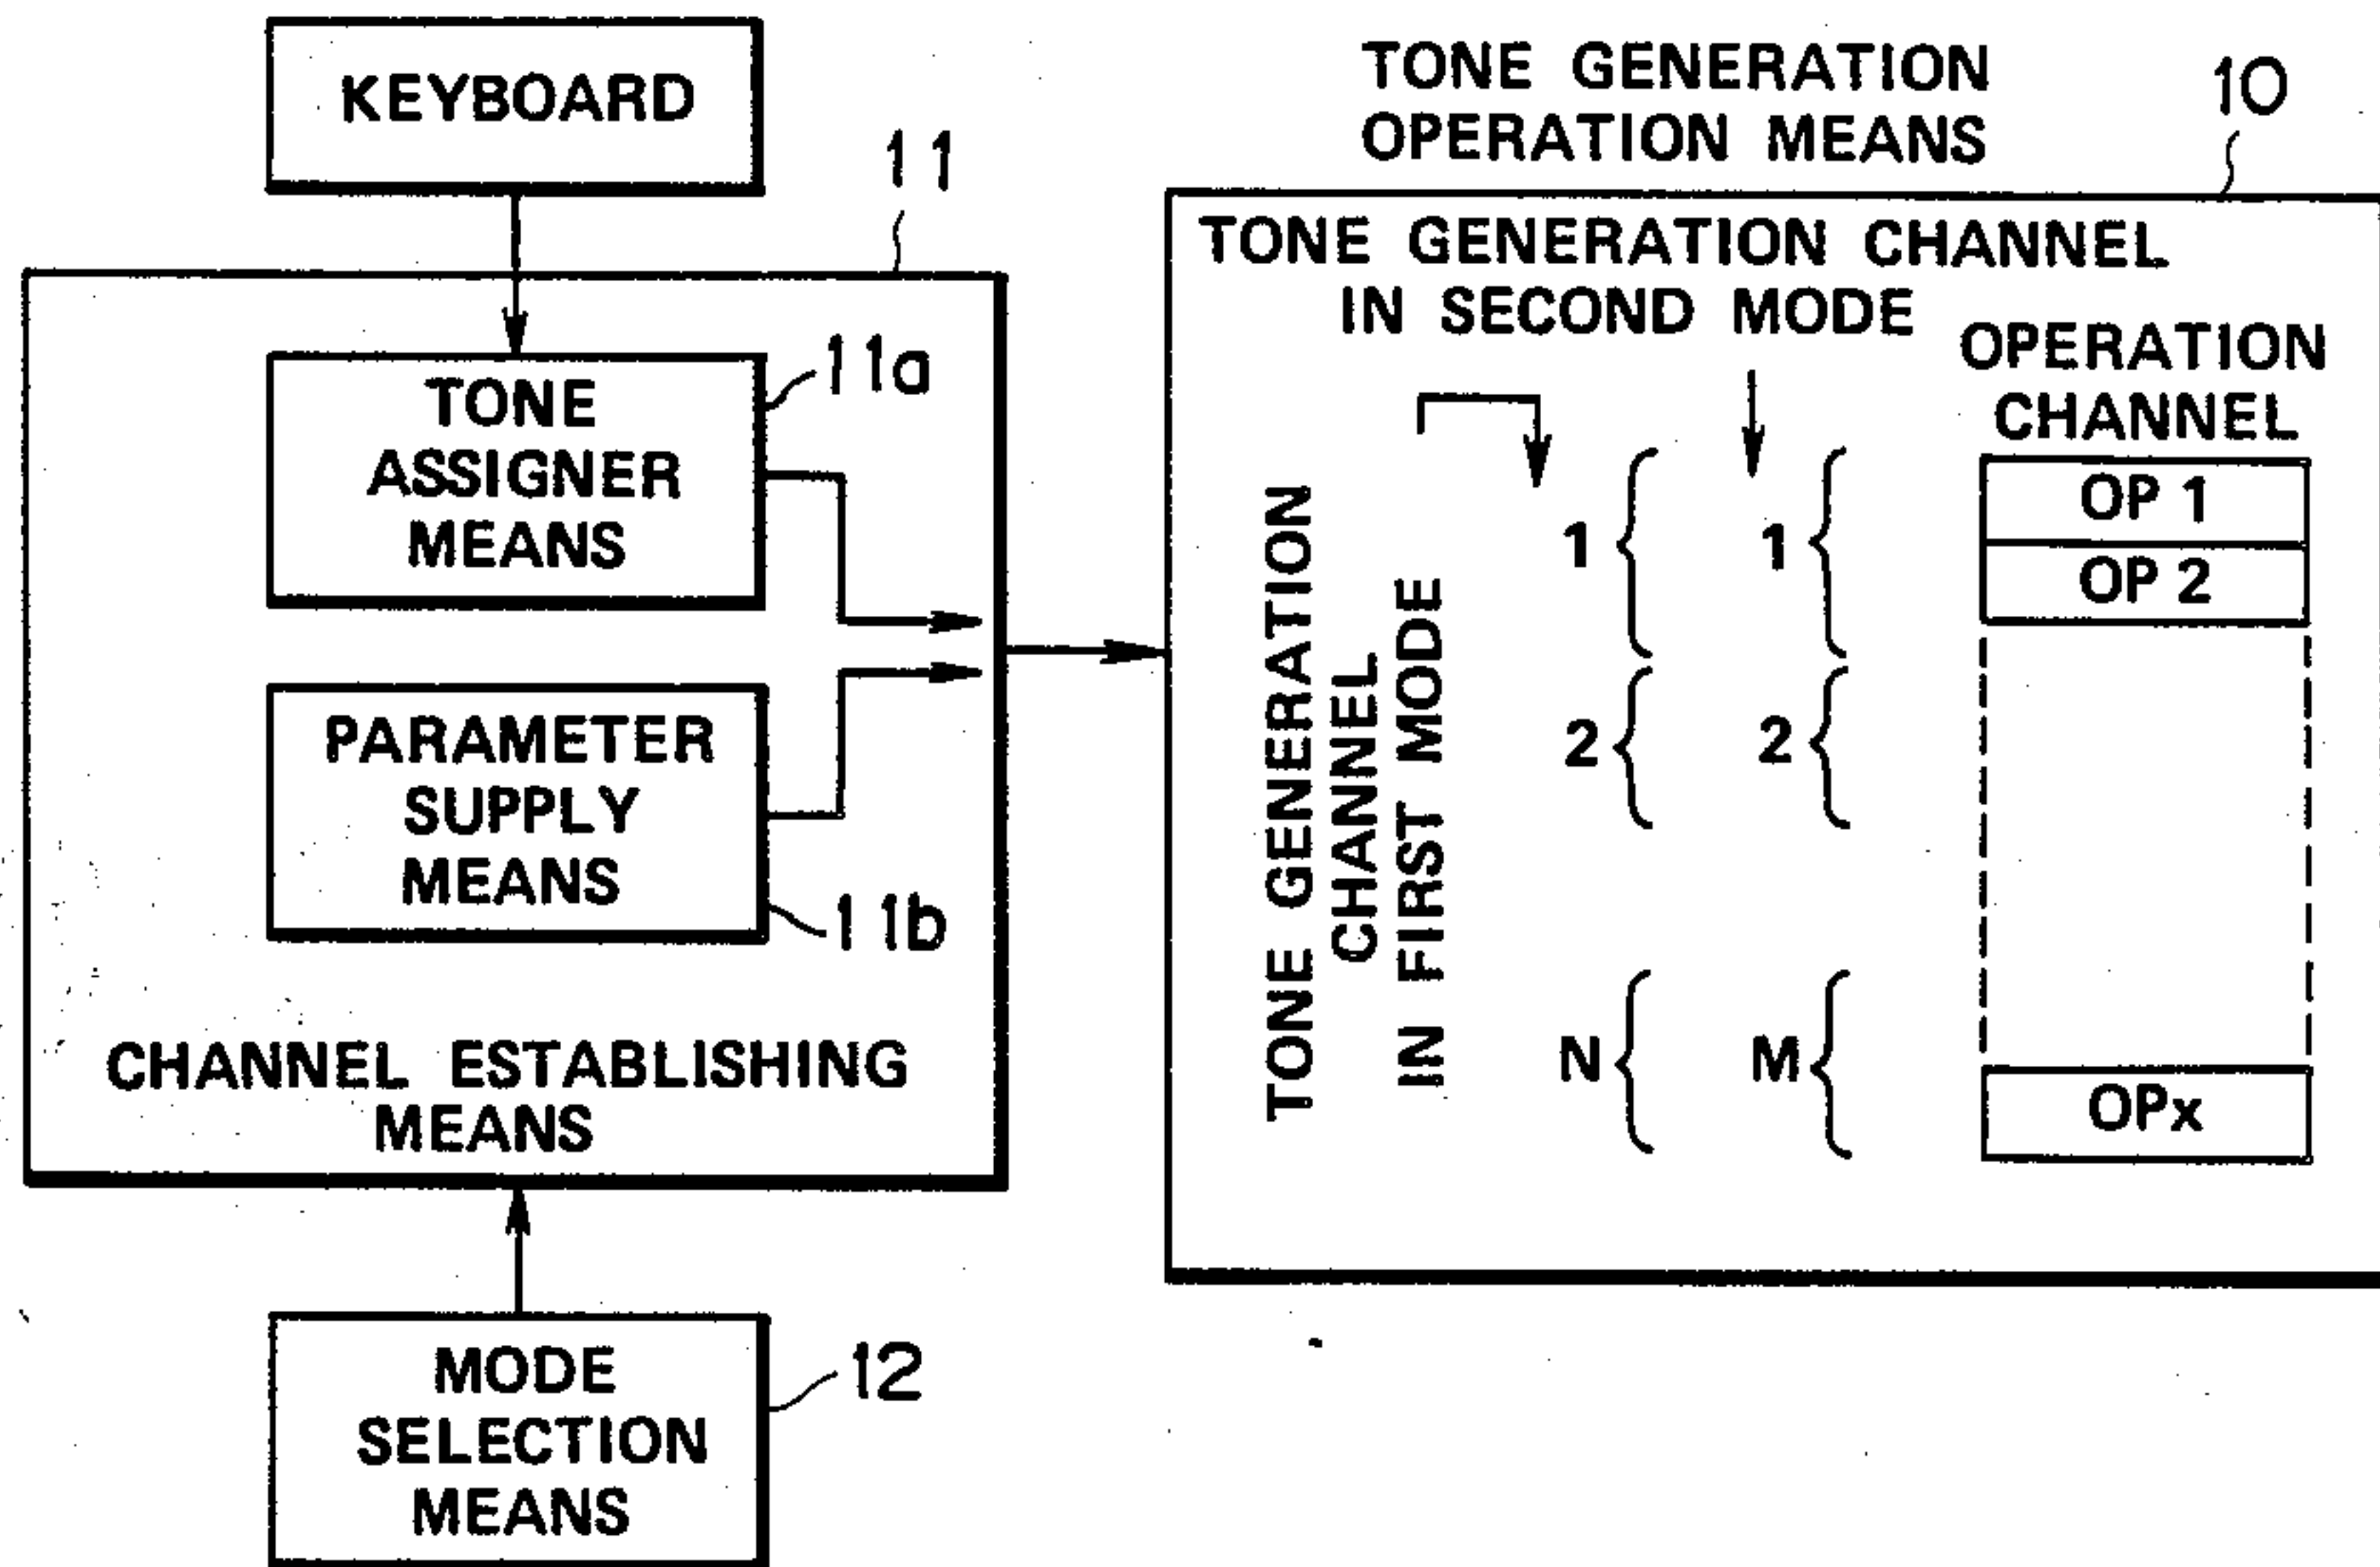 KEYBOARD
11
11a
TONE
ASSIGNER
MEANS
PARAMETER
SUPPLY
MEANS
11b
CHANNEL ESTABLISHING
MEANS
MODE
SELECTION
MEANS
12
TONE GENERATION
OPERATION MEANS
10
TONE GENERATION CHANNEL
IN SECOND MODE
OPERATION
CHANNEL
TONE GENERATION
CHANNEL
IN FIRST MODE
1
1
2
2
N
M
OP 1
OP 2
OPx